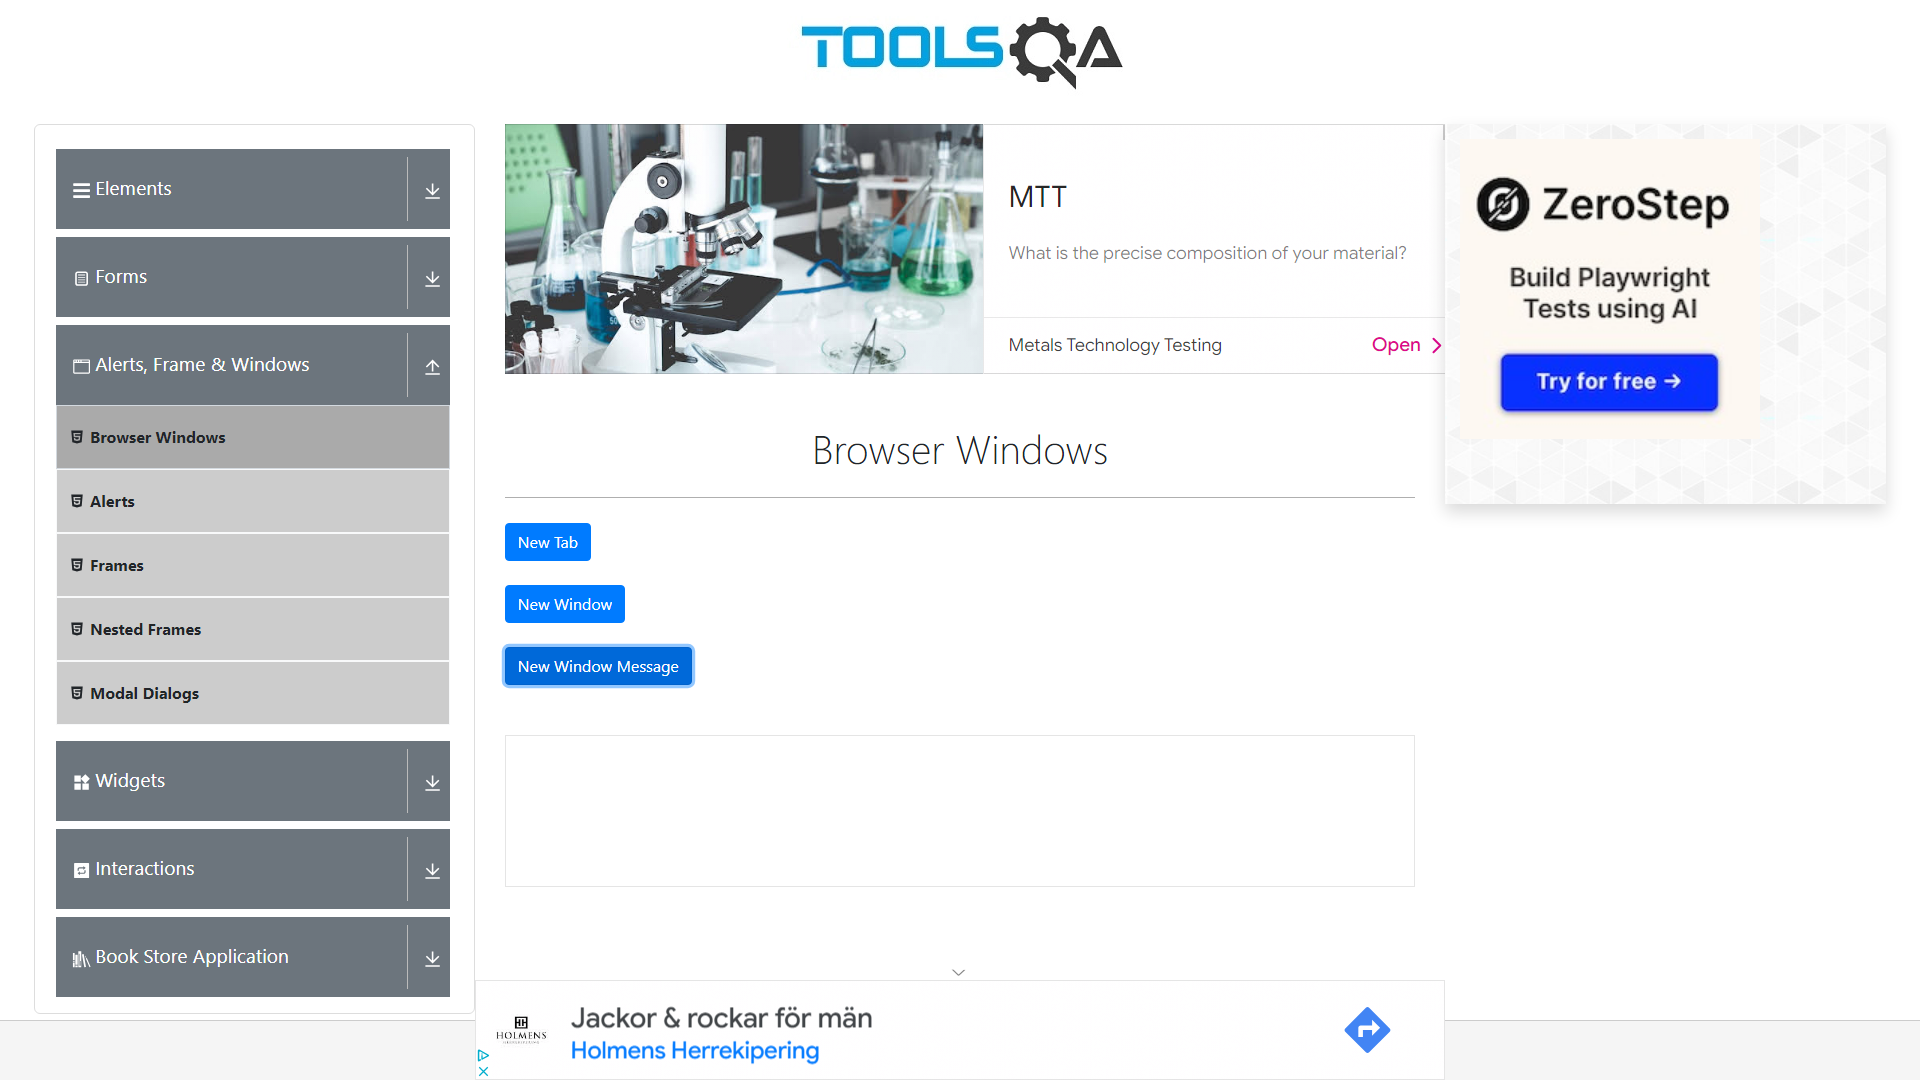 TOOLSQA
Elements
Forms
Alerts, Frame & Windows
Browser Windows
Alerts
Frames
Nested Frames
Modal Dialogs
Widgets
Interactions
Book Store Application
MTT
What is the precise composition of your material?
Metals Technology Testing
Open
Browser Windows
New Tab
New Window
New Window Message
ZeroStep
Build Playwright
Tests using AI
Try for free →
HOLMENS
Jackor & rockar för män
Holmens Herrekipering